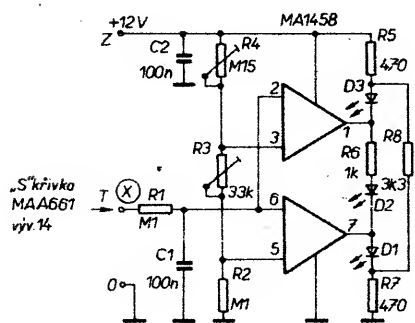 +12V
MA1458
Z
C2
100n
R4
M15
R5
470
D3
2
3
1
R8
R6
1k
3k3
D2
R3
33k
„S"křivka
MAA661
výv.14
T
X
R1
M1
6
5
7
D1
C1
100n
R2
M1
R7
470
0